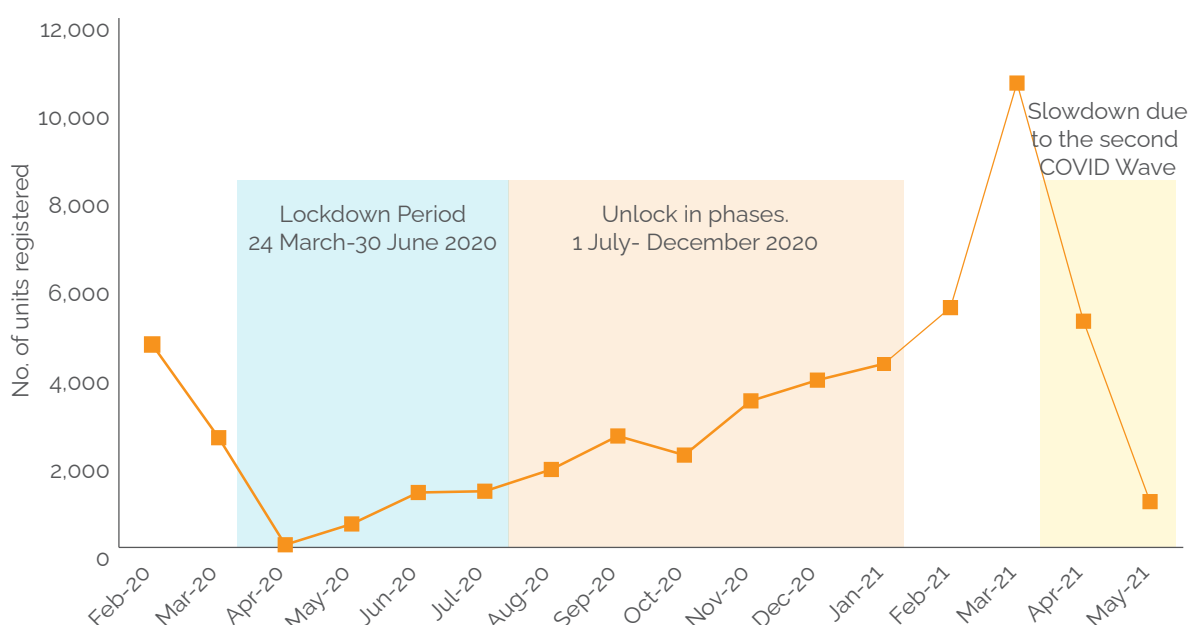 12,000
10,000
8,000
6,000
4,000
2,000
0
No. of units registered
Lockdown Period
24 March-30 June 2020
Unlock in phases.
1 July- December 2020
Slowdown due
to the second
COVID Wave
Feb-20
Mar-20
Apr-20
May-20
Jun-20
Jul-20
Aug-20
Sep-20
Oct-20
Nov-20
Dec-20
Jan-21
Feb-21
Mar-21
Apr-21
May-21